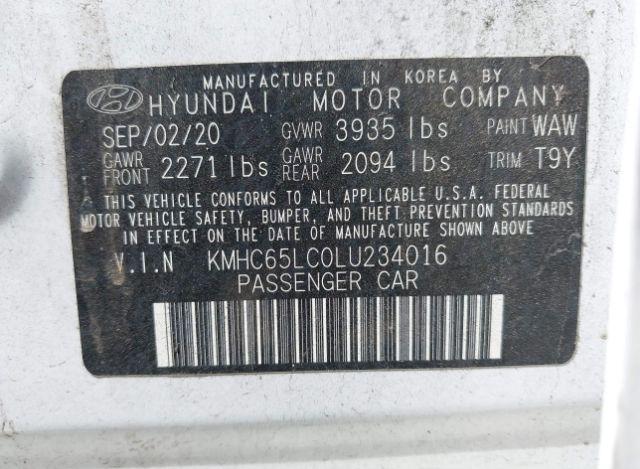 MANUFACTURED IN KOREA BY
HYUNDAI MOTOR COMPANY
SEP/02/20 GVWR 3935 lbs PAINT WAW
GAWR FRONT 2271 lbs GAWR REAR 2094 lbs TRIM T9Y
THIS VEHICLE CONFORMS TO ALL APPLICABLE U.S.A. FEDERAL
MOTOR VEHICLE SAFETY, BUMPER, AND THEFT PREVENTION STANDARDS
IN EFFECT ON THE DATE OF MANUFACTURE SHOWN ABOVE
V.I.N KMHC65LC0LU234016
PASSENGER CAR